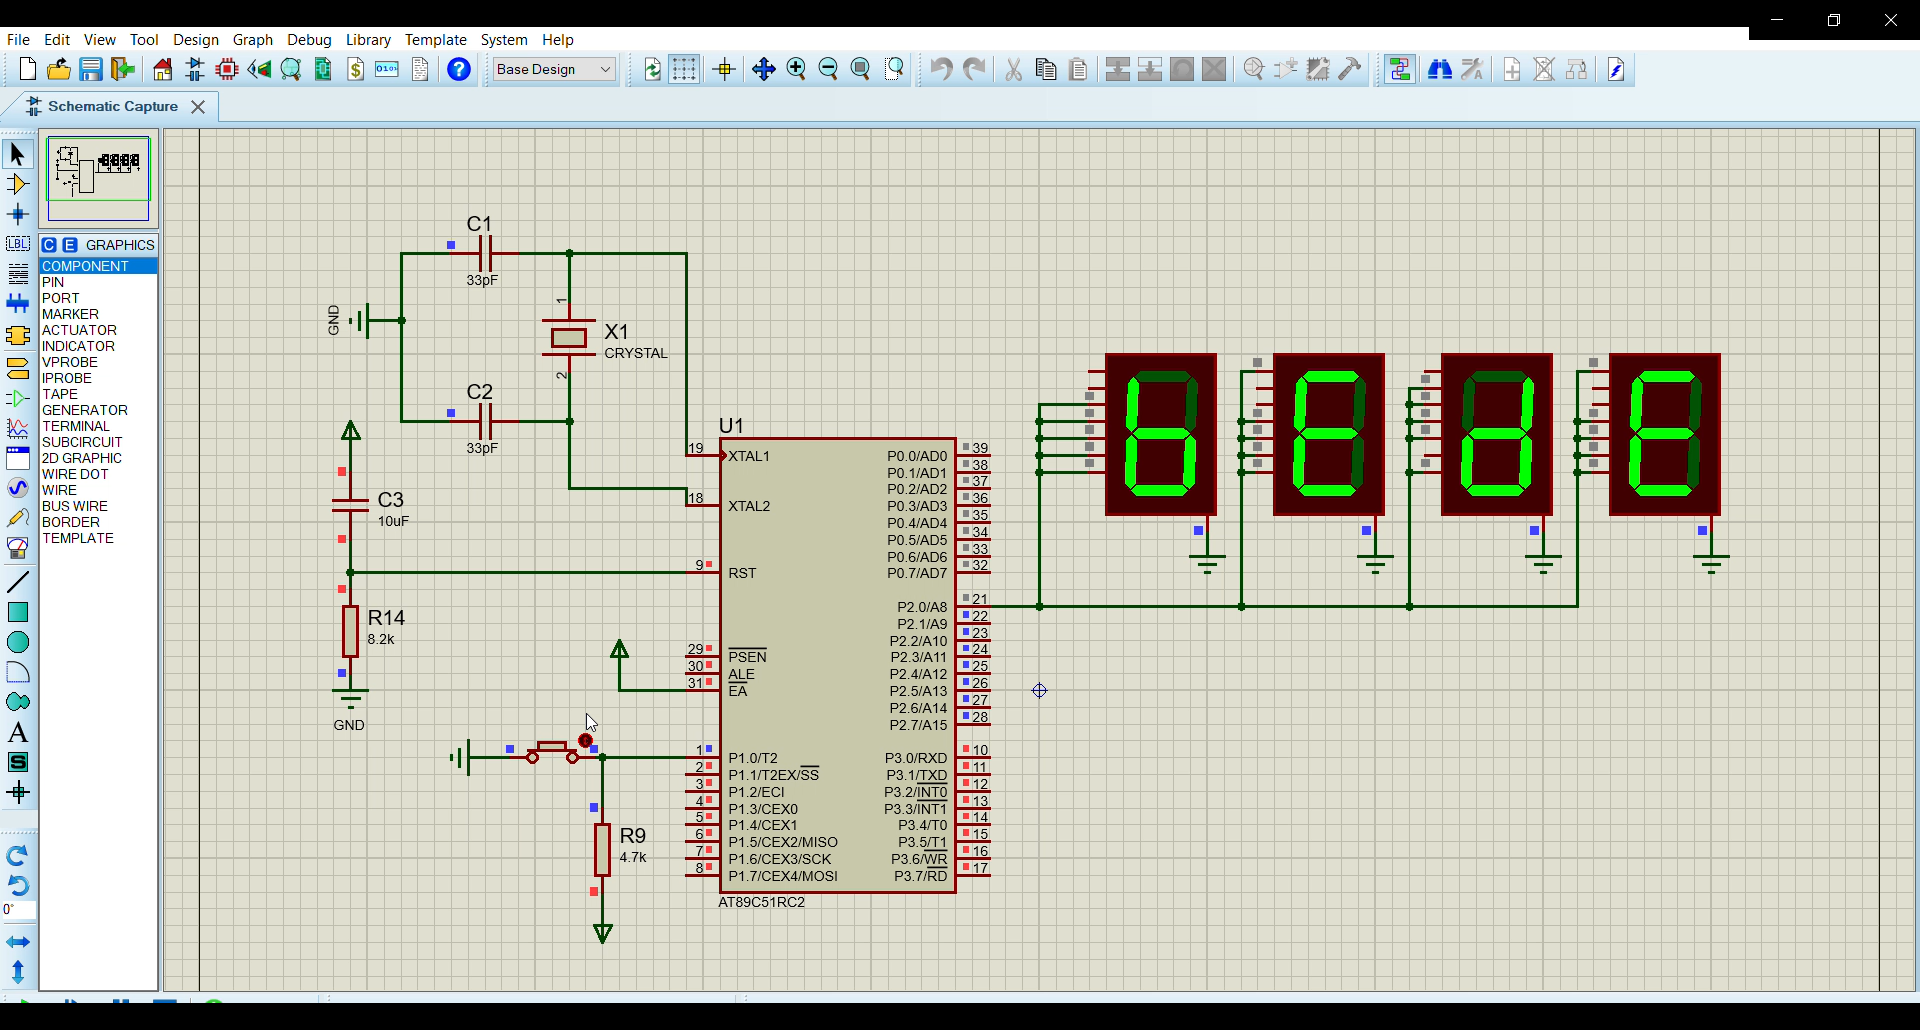 File Edit View Tool Design Graph Debug Library Template System Help
Base Design
Schematic Capture
C E GRAPHICS
COMPONENT
PIN
PORT
MARKER
ACTUATOR
INDICATOR
VPROBE
IPROBE
TAPE
GENERATOR
TERMINAL
SUBCIRCUIT
2D GRAPHIC
WIRE DOT
WIRE
BUS WIRE
BORDER
TEMPLATE
LBL
A
S
0°
C1
33pF
GND
1
X1
CRYSTAL
2
C2
33pF
C3
10uF
R14
8.2k
GND
R9
4.7k
U1
19 XTAL1
18 XTAL2
9 RST
29 PSEN
30 ALE
31 EA
1 P1.0/T2
2 P1.1/T2EX/SS
3 P1.2/ECI
4 P1.3/CEX0
5 P1.4/CEX1
6 P1.5/CEX2/MISO
7 P1.6/CEX3/SCK
8 P1.7/CEX4/MOSI
P0.0/AD0 39
P0.1/AD1 38
P0.2/AD2 37
P0.3/AD3 36
P0.4/AD4 35
P0.5/AD5 34
P0.6/AD6 33
P0.7/AD7 32
P2.0/A8 21
P2.1/A9 22
P2.2/A10 23
P2.3/A11 24
P2.4/A12 25
P2.5/A13 26
P2.6/A14 27
P2.7/A15 28
P3.0/RXD 10
P3.1/TXD 11
P3.2/INT0 12
P3.3/INT1 13
P3.4/T0 14
P3.5/T1 15
P3.6/WR 16
P3.7/RD 17
AT89C51RC2